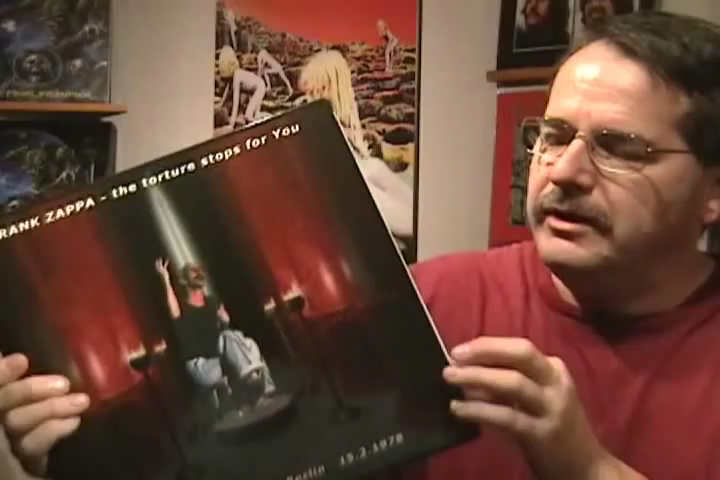 RANK ZAPPA - the torture stops for You
Berlin 15.2.1978